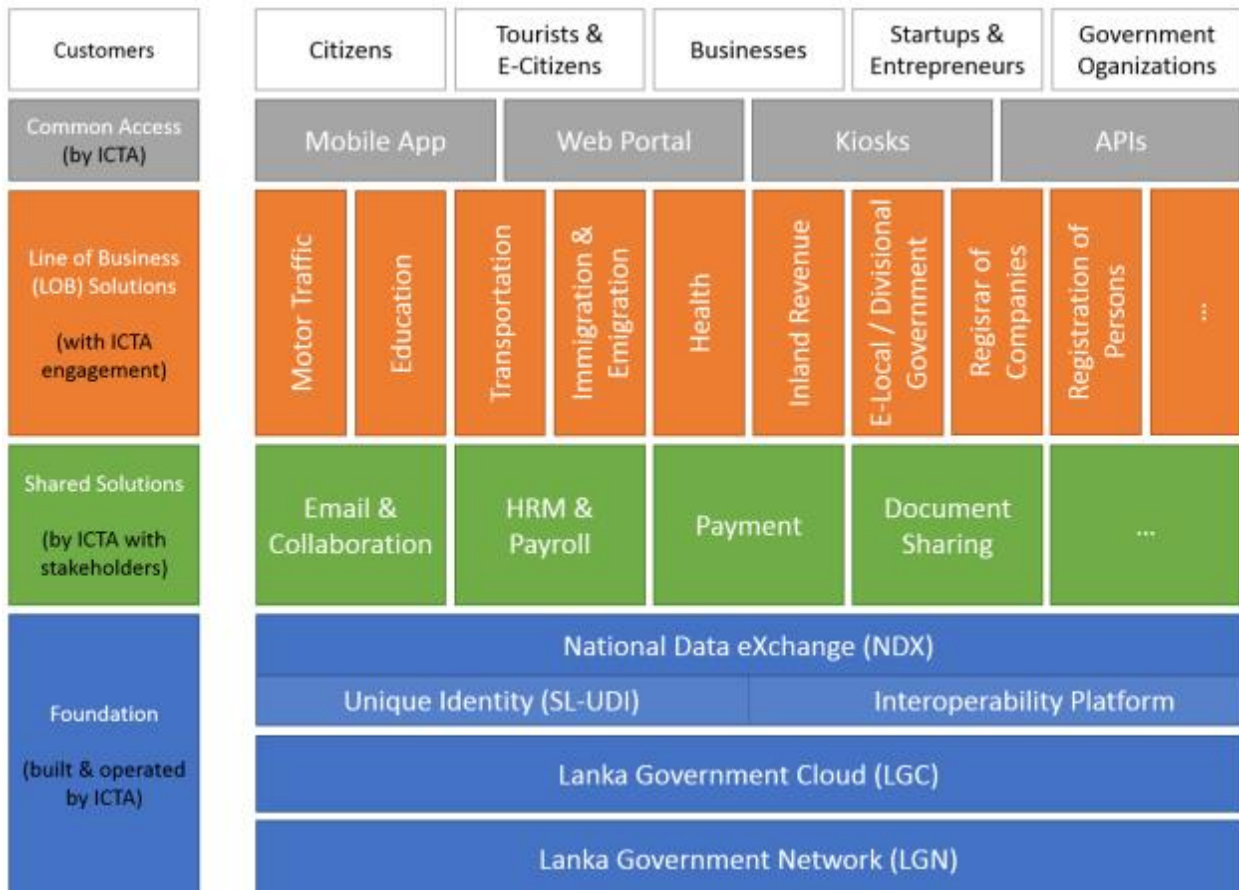 Customers
Citizens
Tourists &
E-Citizens
Businesses
Startups &
Entrepreneurs
Government
Oganizations
Common Access
(by ICTA)
Mobile App
Web Portal
Kiosks
APIs
Line of Business
(LOB) Solutions
(with ICTA
engagement)
Motor Traffic
Education
Transportation
Immigration &
Emigration
Health
Inland Revenue
E-Local / Divisional
Government
Regisrar of
Companies
Registration of
Persons
...
Shared Solutions
(by ICTA with
stakeholders)
Email &
Collaboration
HRM &
Payroll
Payment
Document
Sharing
...
Foundation
(built & operated
by ICTA)
National Data eXchange (NDX)
Unique Identity (SL-UDI)
Interoperability Platform
Lanka Government Cloud (LGC)
Lanka Government Network (LGN)